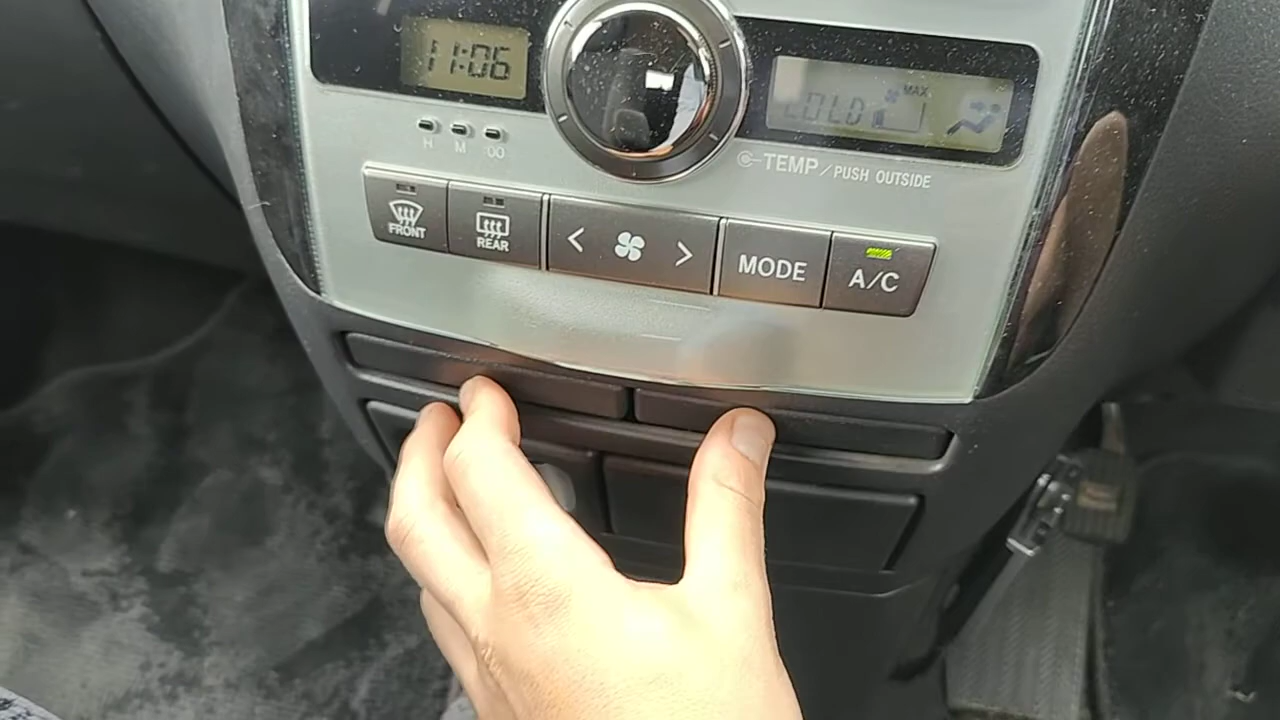 11:06
MAX
COLD
H M 00
TEMP/PUSH OUTSIDE
FRONT
REAR
< >
MODE
A/C